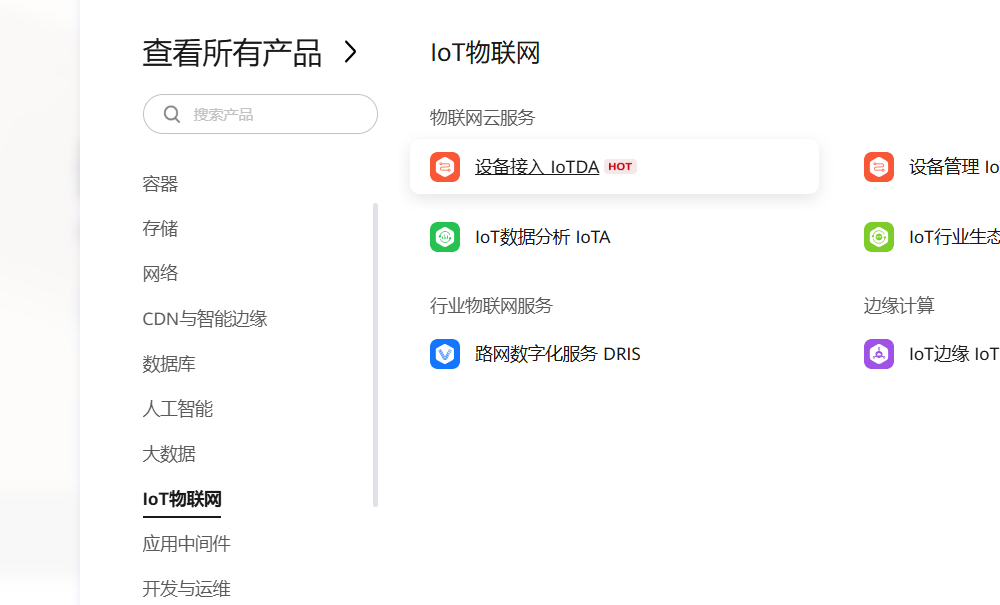 查看所有产品
搜索产品
容器
存储
网络
CDN与智能边缘
数据库
人工智能
大数据
IoT物联网
应用中间件
开发与运维
IoT物联网
物联网云服务
设备接入 IoTDA HOT
设备管理 Io
IoT数据分析 IoTA
IoT行业生态
行业物联网服务
边缘计算
路网数字化服务 DRIS
IoT边缘 IoT